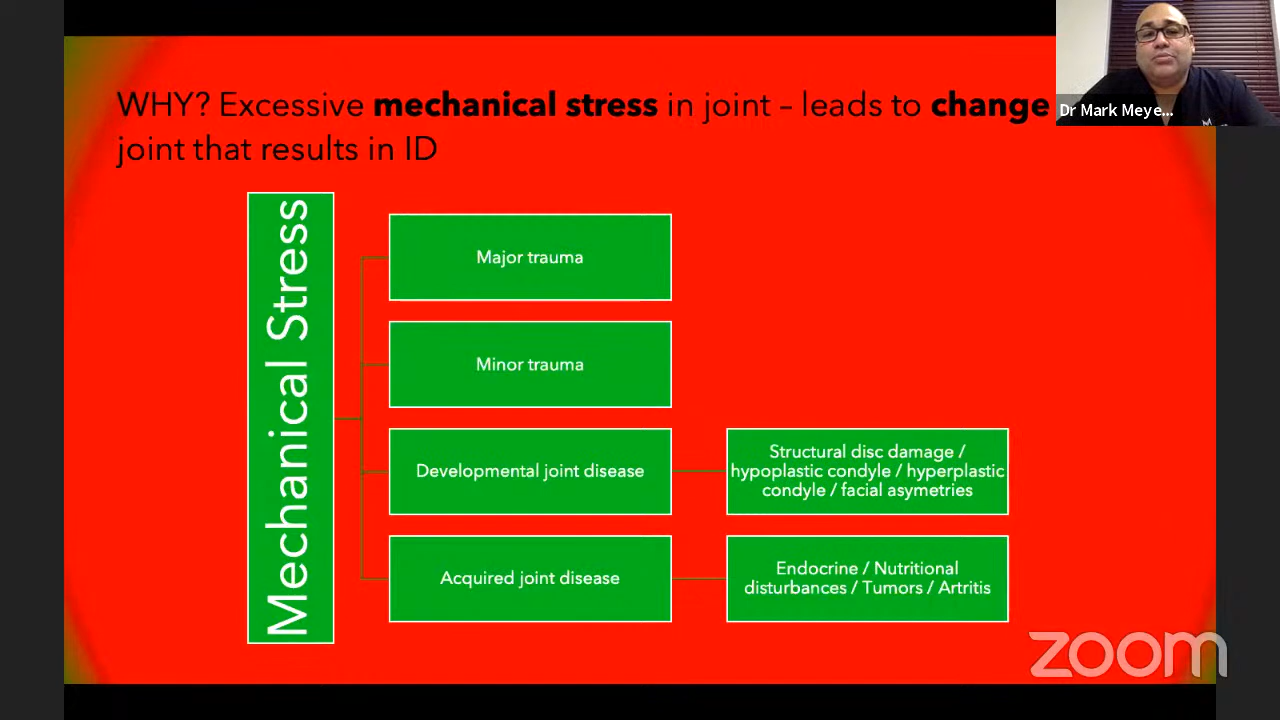 WHY? Excessive mechanical stress in joint – leads to change
joint that results in ID
Dr Mark Meye...
Mechanical Stress
Major trauma
Minor trauma
Developmental joint disease
Structural disc damage /
hypoplastic condyle / hyperplastic
condyle / facial asymetries
Acquired joint disease
Endocrine / Nutritional
disturbances / Tumors / Artritis
zoom